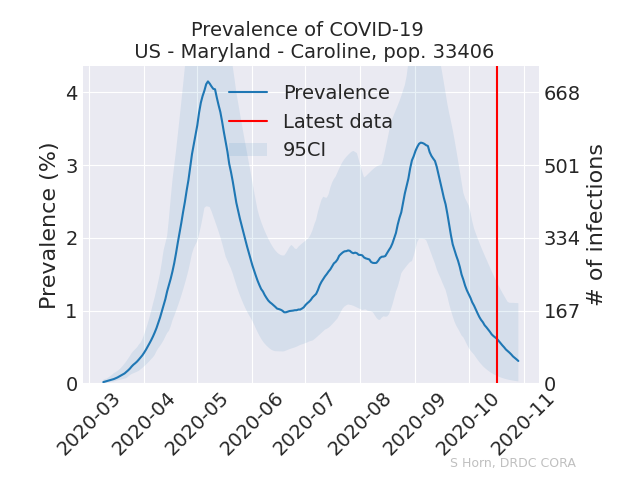 Prevalence of COVID-19
US - Maryland - Caroline, pop. 33406
Prevalence
Latest data
95CI
Prevalence (%)
4
3
2
1
0
# of infections
668
501
334
167
0
2020-03
2020-04
2020-05
2020-06
2020-07
2020-08
2020-09
2020-10
2020-11
S Horn, DRDC CORA